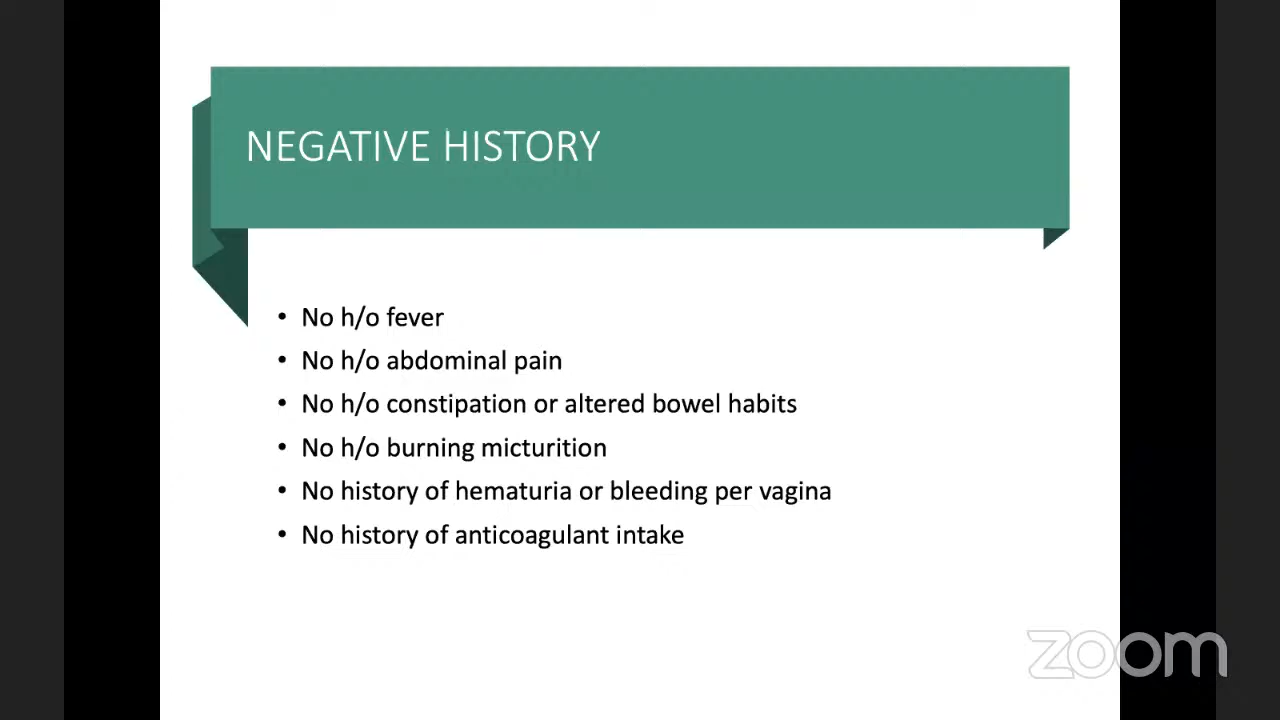 NEGATIVE HISTORY
• No h/o fever
• No h/o abdominal pain
• No h/o constipation or altered bowel habits
• No h/o burning micturition
• No history of hematuria or bleeding per vagina
• No history of anticoagulant intake
zoom